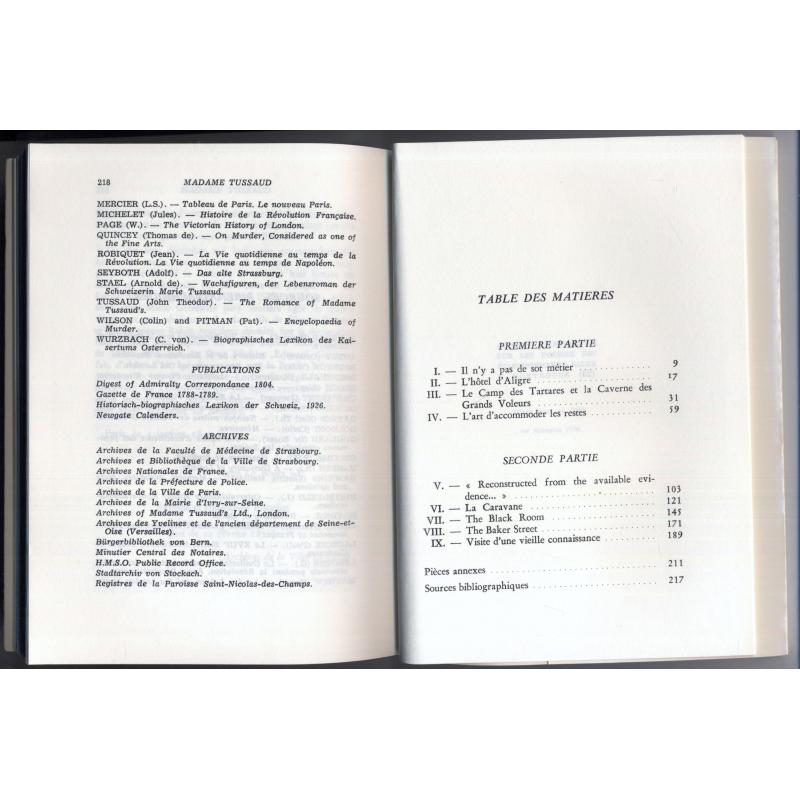 218 MADAME TUSSAUD
MERCIER (L.S.). — Tableau de Paris. Le nouveau Paris.
MICHELET (Jules). — Histoire de la Révolution Française.
PAGE (W.). — The Victorian History of London.
QUINCEY (Thomas de). — On Murder, Considered as one of
the Fine Arts.
ROBIQUET (Jean). — La Vie quotidienne au temps de la
Révolution. La Vie quotidienne au temps de Napoléon.
SEYBOTH (Adolf). — Das alte Strassburg.
STAEL (Arnold de). — Wachsfiguren, der Lebensroman der
Schweizerin Marie Tussaud.
TUSSAUD (John Theodor). — The Romance of Madame
Tussaud's.
WILSON (Colin) and PITMAN (Pat). — Encyclopaedia of
Murder.
WURZBACH (C. von). — Biographisches Lexikon des Kai-
sertums Osterreich.
PUBLICATIONS
Digest of Admiralty Correspondance 1804.
Gazette de France 1788-1789.
Historisch-biographisches Lexikon der Schweiz, 1926.
Newgate Calenders.
ARCHIVES
Archives de la Faculté de Médecine de Strasbourg.
Archives et Bibliothèque de la Ville de Strasbourg.
Archives Nationales de France.
Archives de la Préfecture de Police.
Archives de la Ville de Paris.
Archives de la Mairie d'Ivry-sur-Seine.
Archives of Madame Tussaud's Ltd., London.
Archives des Yvelines et de l'ancien département de Seine-et-
Oise (Versailles).
Bürgerbibliothek von Bern.
Minutier Central des Notaires.
H.M.S.O. Public Record Office.
Stadtarchiv von Stockach.
Registres de la Paroisse Saint-Nicolas-des-Champs.
TABLE DES MATIERES
PREMIERE PARTIE
I. — Il n'y a pas de sot métier 9
II. — L'hôtel d'Aligre 17
III. — Le Camp des Tartares et la Caverne des
Grands Voleurs 31
IV. — L'art d'accommoder les restes 59
SECONDE PARTIE
V. — « Reconstructed from the available evi-
dence... » 103
VI. — La Caravane 121
VII. — The Black Room 145
VIII. — The Baker Street 171
IX. — Visite d'une vieille connaissance 189
Pièces annexes 211
Sources bibliographiques 217